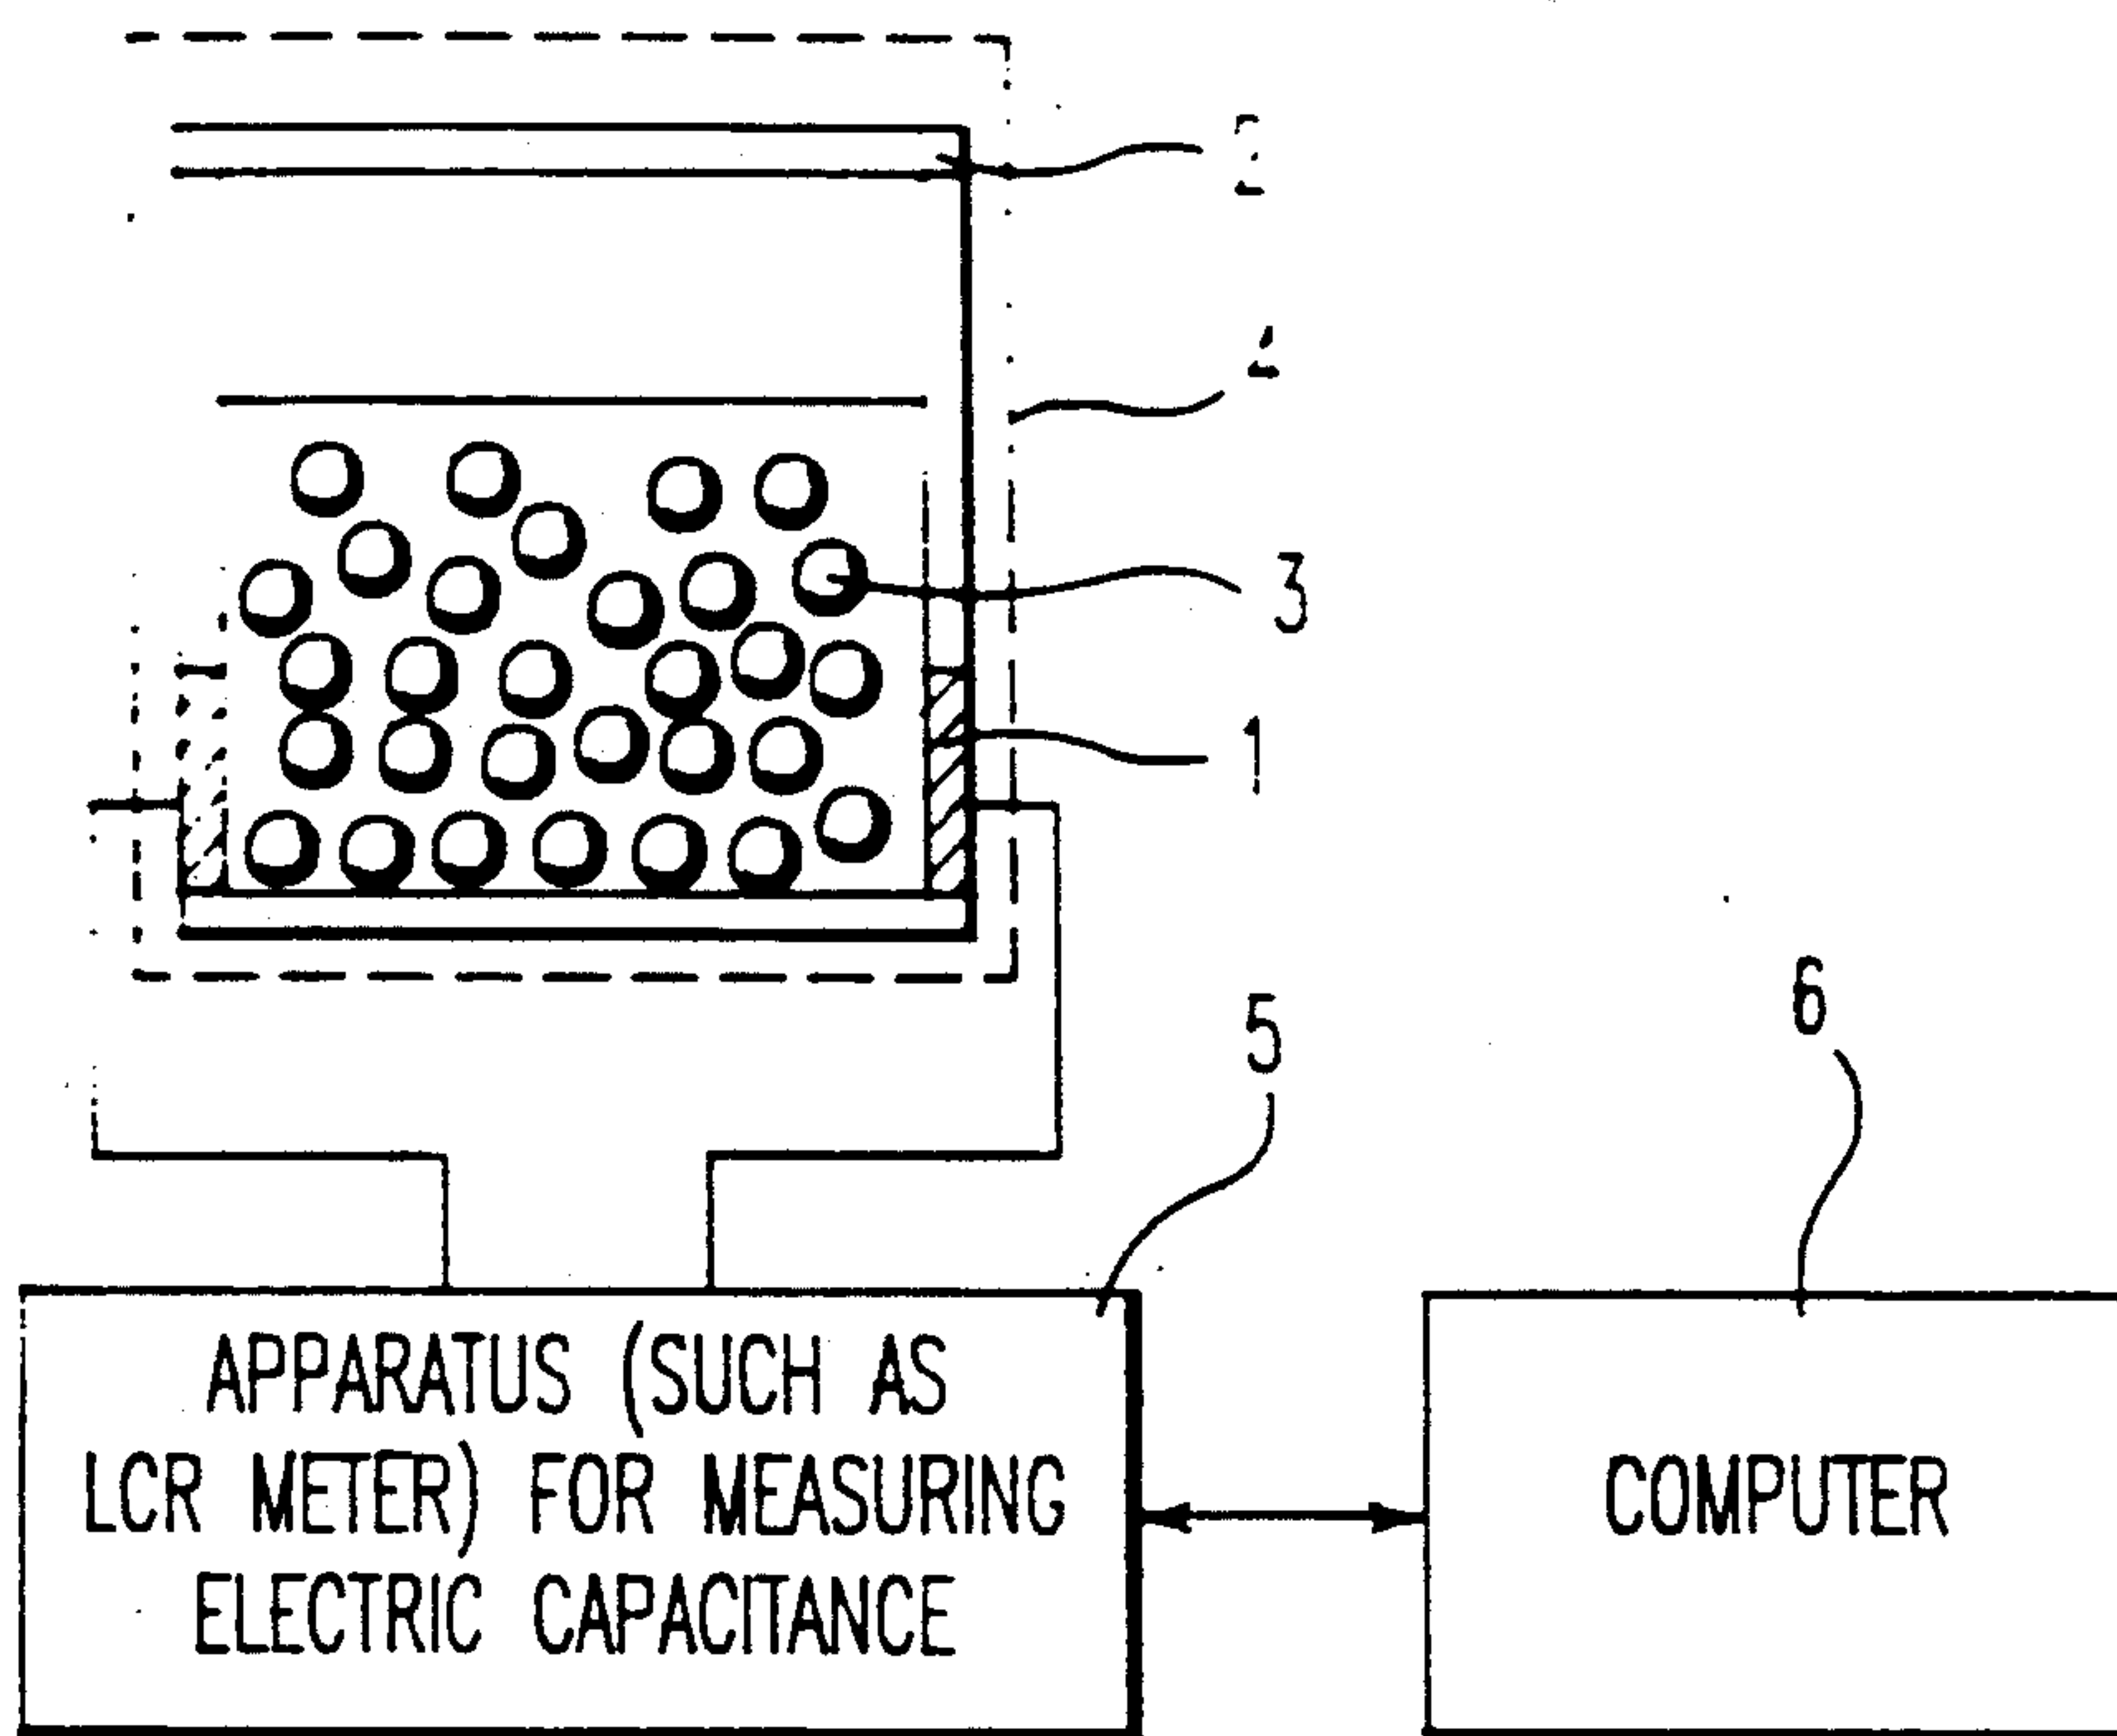 2
4
3
1
5
6
APPARATUS (SUCH AS
LCR METER) FOR MEASURING
ELECTRIC CAPACITANCE
COMPUTER